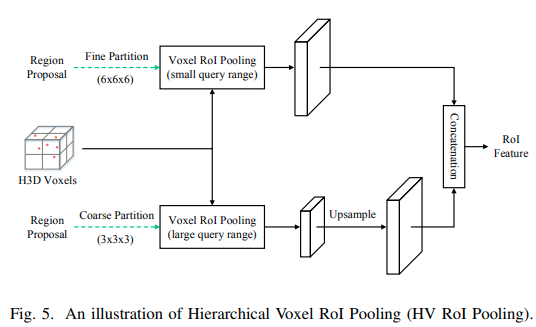 Region
Proposal
Fine Partition
(6x6x6)
Voxel RoI Pooling
(small query range)
H3D Voxels
Concatenation
RoI
Feature
Region
Proposal
Coarse Partition
(3x3x3)
Voxel RoI Pooling
(large query range)
Upsample
Fig. 5. An illustration of Hierarchical Voxel RoI Pooling (HV RoI Pooling).